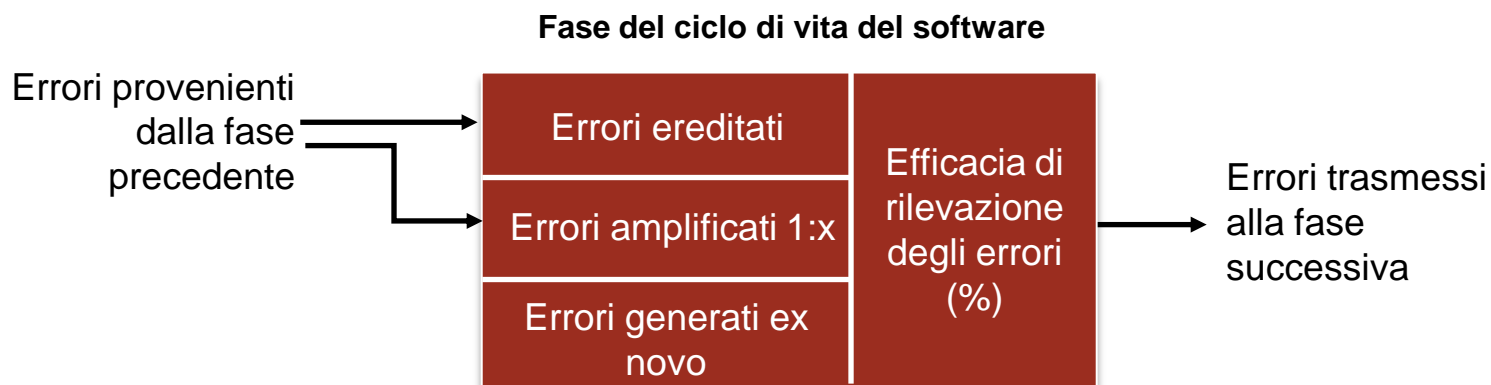 Fase del ciclo di vita del software
Errori provenienti
dalla fase
precedente
Errori ereditati
Errori amplificati 1:x
Errori generati ex
novo
Efficacia di
rilevazione
degli errori
(%)
Errori trasmessi
alla fase
successiva